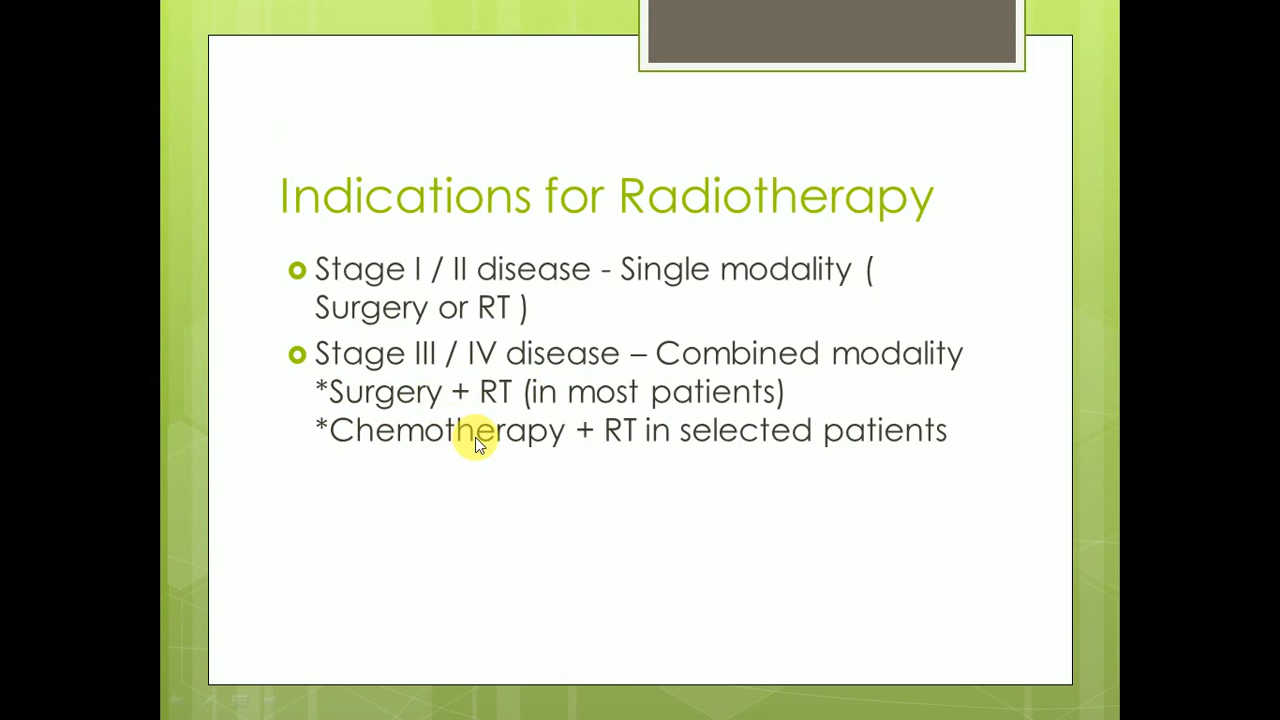 Indications for Radiotherapy
Stage I / II disease - Single modality (
Surgery or RT )
Stage III / IV disease – Combined modality
*Surgery + RT (in most patients)
*Chemotherapy + RT in selected patients